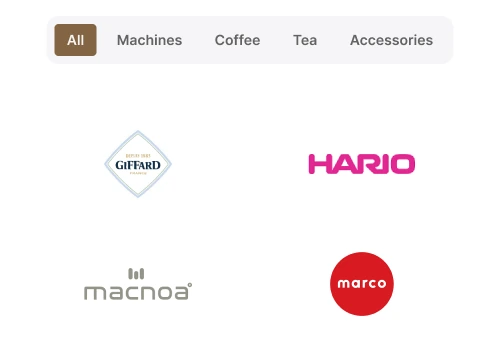 All Machines Coffee Tea Accessories
GIFFARD
HARIO
macnoa
marco